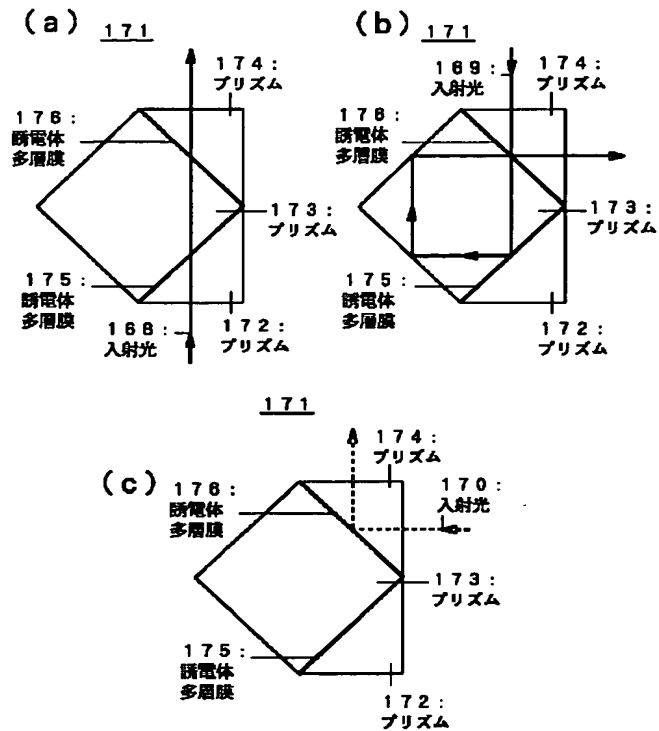 (a) 171
174:
プリズム
176:
誘電体
多層膜
173:
プリズム
175:
誘電体
多層膜
168:
入射光
172:
プリズム
(b) 171
169:
入射光
174:
プリズム
176:
誘電体
多層膜
173:
プリズム
175:
誘電体
多層膜
172:
プリズム
171
(c)
174:
プリズム
176:
誘電体
多層膜
170:
入射光
173:
プリズム
175:
誘電体
多層膜
172:
プリズム